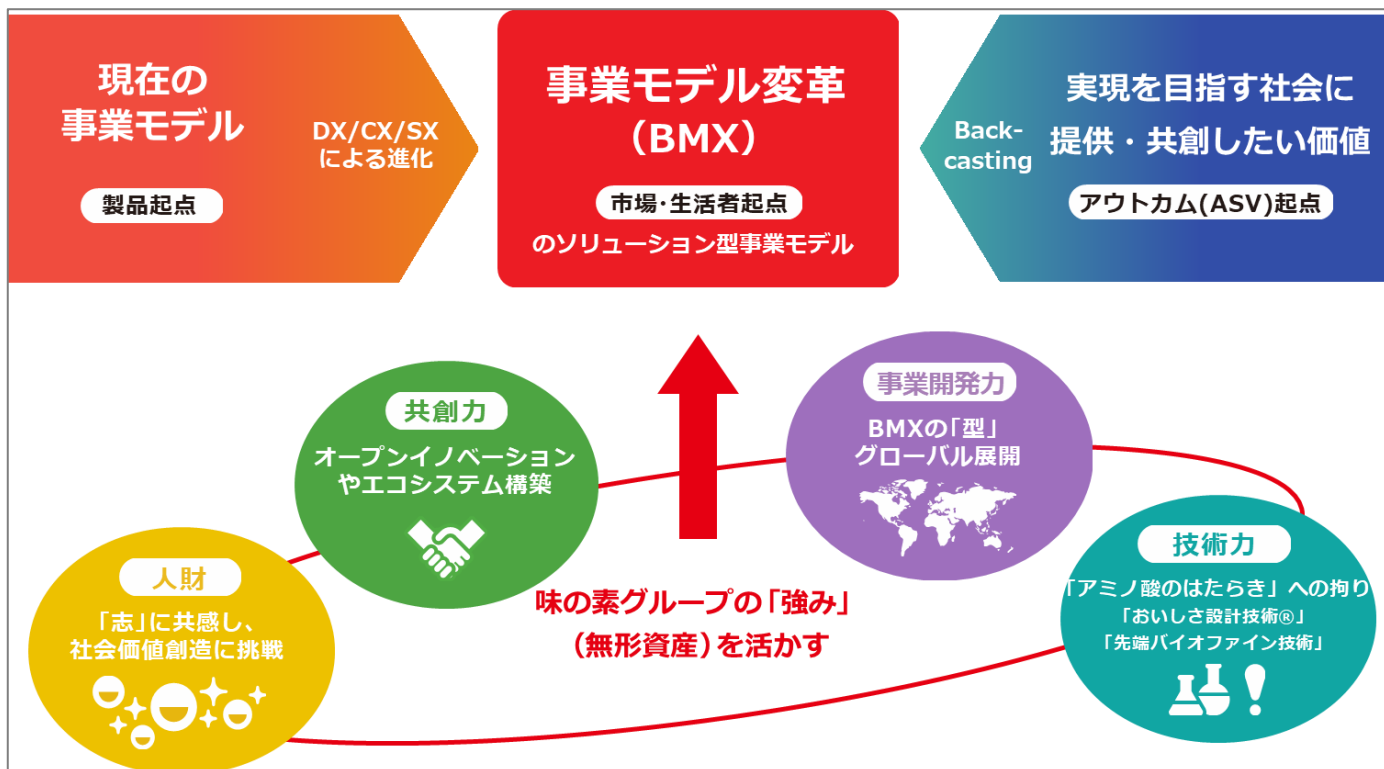 現在の
事業モデル
製品起点
DX/CX/SX
による進化
事業モデル変革
（BMX）
市場・生活者起点
のソリューション型事業モデル
Back-
casting
実現を目指す社会に
提供・共創したい価値
アウトカム(ASV)起点
人財
「志」に共感し、
社会価値創造に挑戦
共創力
オープンイノベーション
やエコシステム構築
味の素グループの「強み」
（無形資産）を活かす
事業開発力
BMXの「型」
グローバル展開
技術力
「アミノ酸のはたらき」への拘り
「おいしさ設計技術®」
「先端バイオファイン技術」